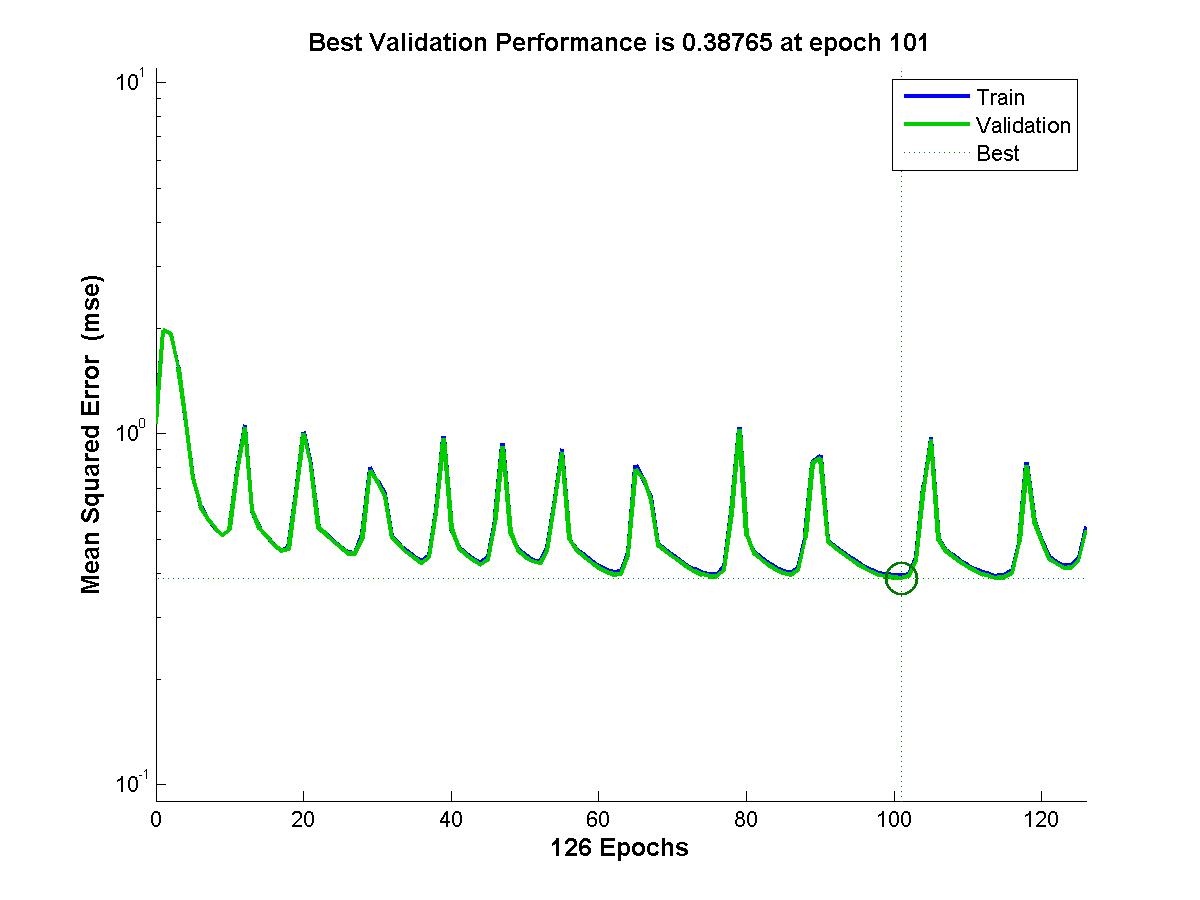 Best Validation Performance is 0.38765 at epoch 101
Train
Validation
Best
Mean Squared Error  (mse)
10^1
10^0
10^-1
0 20 40 60 80 100 120
126 Epochs